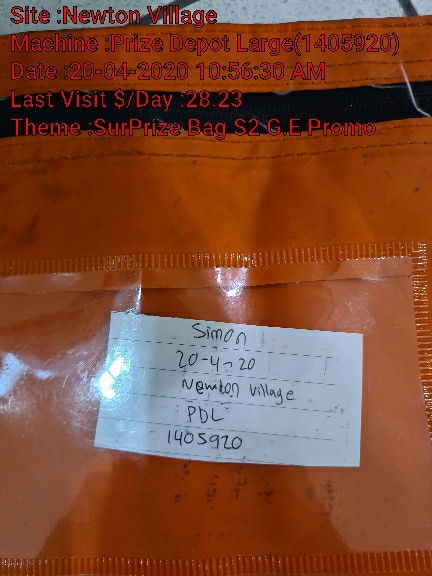 Site :Newton Village
Machine :Prize Depot Large(1405920)
Date :20-04-2020 10:56:30 AM
Last Visit $/Day :28.23
Theme :SurPrize Bag S2 G.E Promo
Simon
20-4-20
Newton Village
PDL
1405920